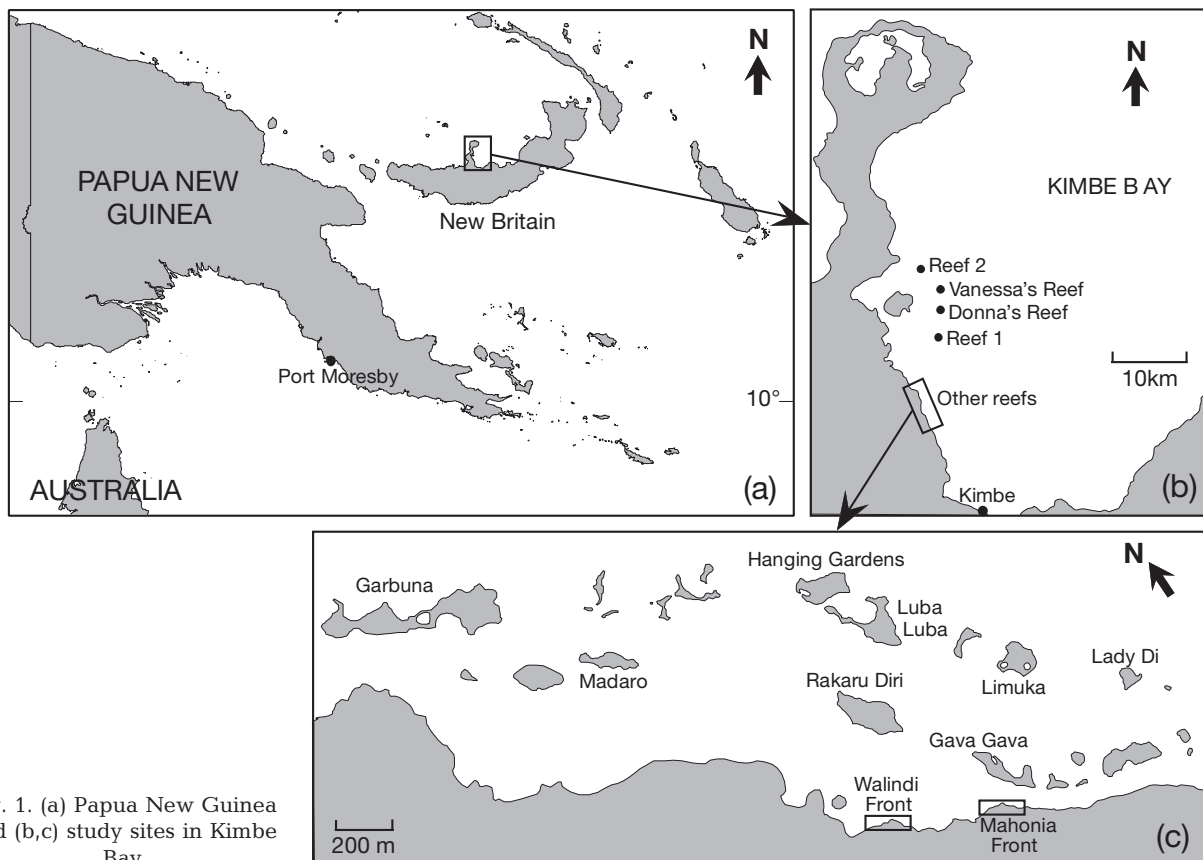 N
PAPUA NEW
GUINEA
New Britain
Port Moresby
10°
AUSTRALIA
(a)
N
KIMBE B AY
Reef 2
Vanessa's Reef
Donna's Reef
Reef 1
10km
Other reefs
Kimbe
(b)
N
Hanging Gardens
Garbuna
Luba
Luba
Lady Di
Madaro
Rakaru Diri
Limuka
Gava Gava
Walindi
Front
Mahonia
Front
200 m
(c)
. 1. (a) Papua New Guinea
d (b,c) study sites in Kimbe
Bay